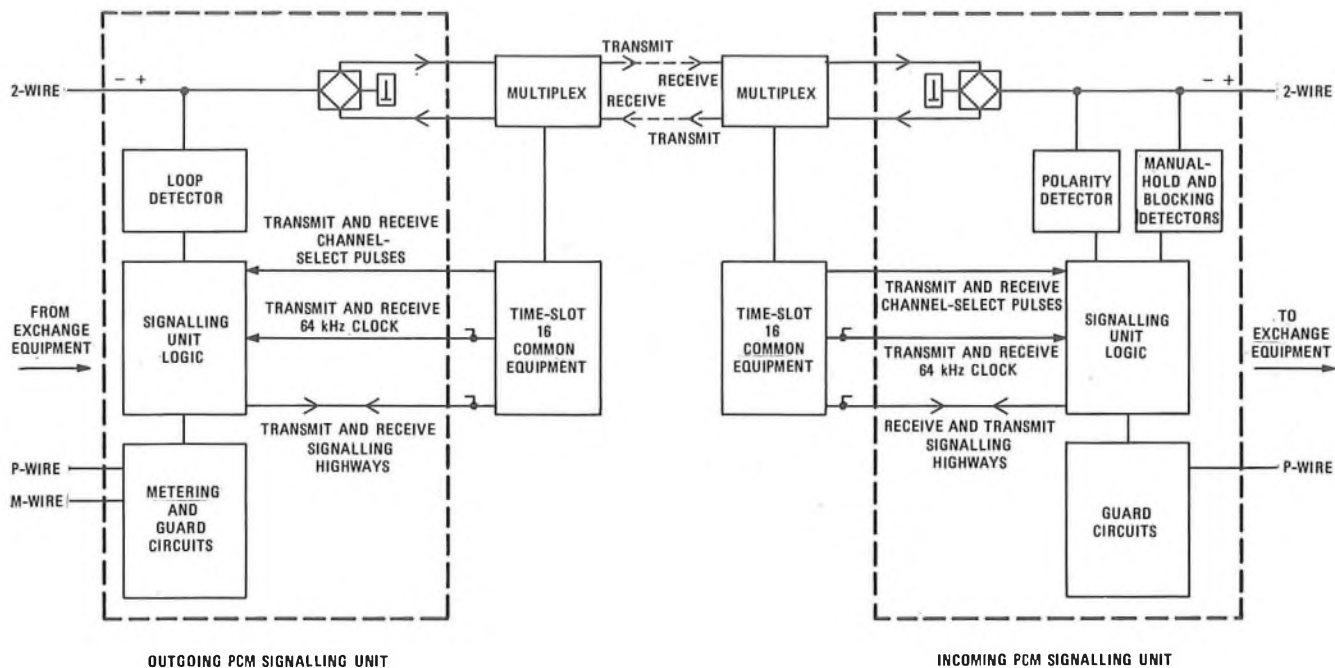 2-WIRE
− +
LOOP
DETECTOR
TRANSMIT AND RECEIVE
CHANNEL-
SELECT PULSES
FROM
EXCHANGE
EQUIPMENT
SIGNALLING
UNIT
LOGIC
TRANSMIT AND RECEIVE
64 kHz CLOCK
TRANSMIT AND RECEIVE
SIGNALLING
HIGHWAYS
P-WIRE
M-WIRE
METERING
AND
GUARD
CIRCUITS
OUTGOING PCM SIGNALLING UNIT
MULTIPLEX
TRANSMIT
RECEIVE
RECEIVE
TRANSMIT
MULTIPLEX
TIME-SLOT
16
COMMON
EQUIPMENT
TIME-SLOT
16
COMMON
EQUIPMENT
− +
2-WIRE
POLARITY
DETECTOR
MANUAL-
HOLD AND
BLOCKING
DETECTORS
TRANSMIT AND RECEIVE
CHANNEL-SELECT PULSES
TRANSMIT AND RECEIVE
64 kHz CLOCK
RECEIVE AND TRANSMIT
SIGNALLING
HIGHWAYS
SIGNALLING
UNIT
LOGIC
TO
EXCHANGE
EQUIPMENT
GUARD
CIRCUITS
P-WIRE
INCOMING PCM SIGNALLING UNIT